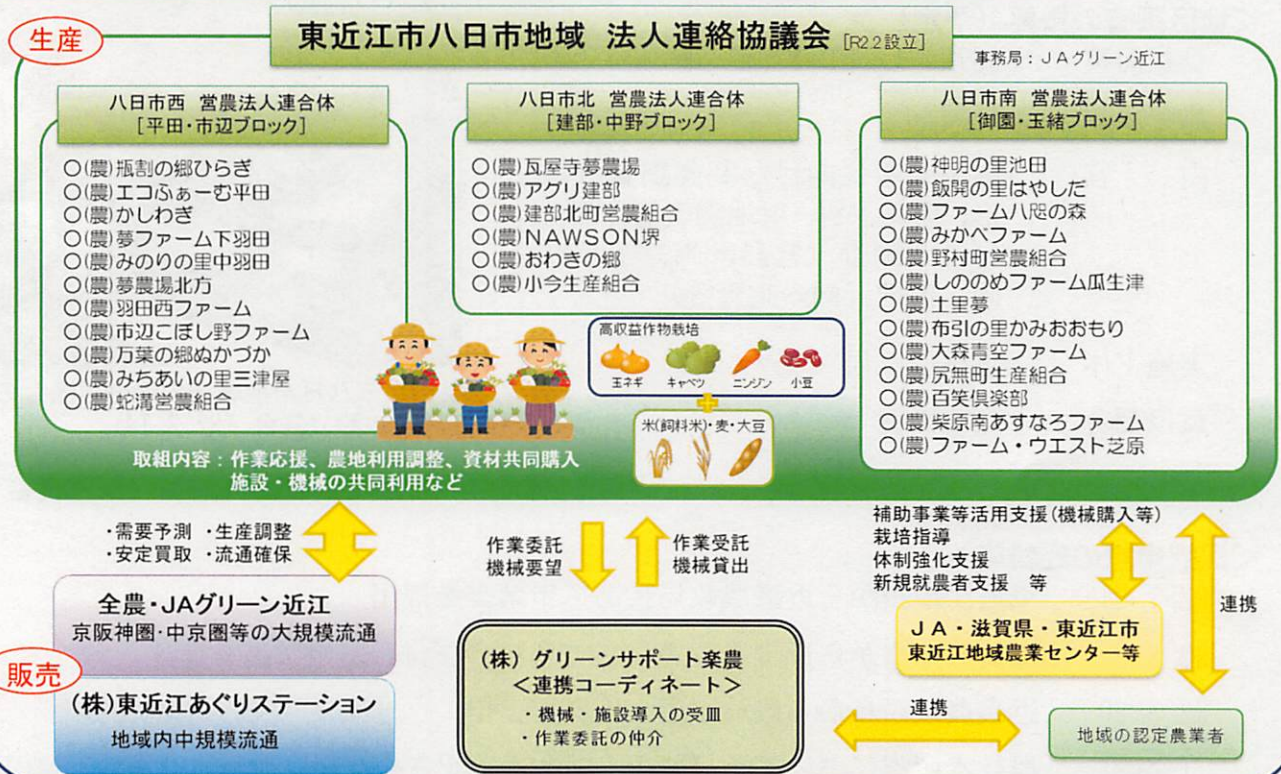 生産
東近江市八日市地域 法人連絡協議会 [R2.2設立]
事務局：ＪＡグリーン近江
八日市西 営農法人連合体
[平田・市辺ブロック]
○(農)瓶割の郷ひらぎ
○(農)エコふぁーむ平田
○(農)かしわぎ
○(農)夢ファーム下羽田
○(農)みのりの里中羽田
○(農)夢農場北方
○(農)羽田西ファーム
○(農)市辺こぼし野ファーム
○(農)万葉の郷ぬかづか
○(農)みちあいの里三津屋
○(農)蛇溝営農組合
八日市北 営農法人連合体
[建部・中野ブロック]
○(農)瓦屋寺夢農場
○(農)アグリ建部
○(農)建部北町営農組合
○(農)ＮＡＷＳＯＮ堺
○(農)おわきの郷
○(農)小今生産組合
高収益作物栽培
玉ネギ キャベツ ニンジン 小豆
米(飼料米)・麦・大豆
八日市南 営農法人連合体
[御園・玉緒ブロック]
○(農)神明の里池田
○(農)飯開の里はやしだ
○(農)ファーム八咫の森
○(農)みかべファーム
○(農)野村町営農組合
○(農)しののめファーム瓜生津
○(農)土里夢
○(農)布引の里かみおおもり
○(農)大森青空ファーム
○(農)尻無町生産組合
○(農)百笑倶楽部
○(農)柴原南あすなろファーム
○(農)ファーム・ウエスト芝原
取組内容：作業応援、農地利用調整、資材共同購入
施設・機械の共同利用など
・需要予測 ・生産調整
・安定買取 ・流通確保
作業委託
機械要望
作業受託
機械貸出
補助事業等活用支援(機械購入等)
栽培指導
体制強化支援
新規就農者支援 等
連携
全農・JAグリーン近江
京阪神圏・中京圏等の大規模流通
販売
(株)東近江あぐりステーション
地域内中規模流通
(株) グリーンサポート楽農
＜連携コーディネート＞
・機械・施設導入の受皿
・作業委託の仲介
ＪＡ・滋賀県・東近江市
東近江地域農業センター等
連携
地域の認定農業者